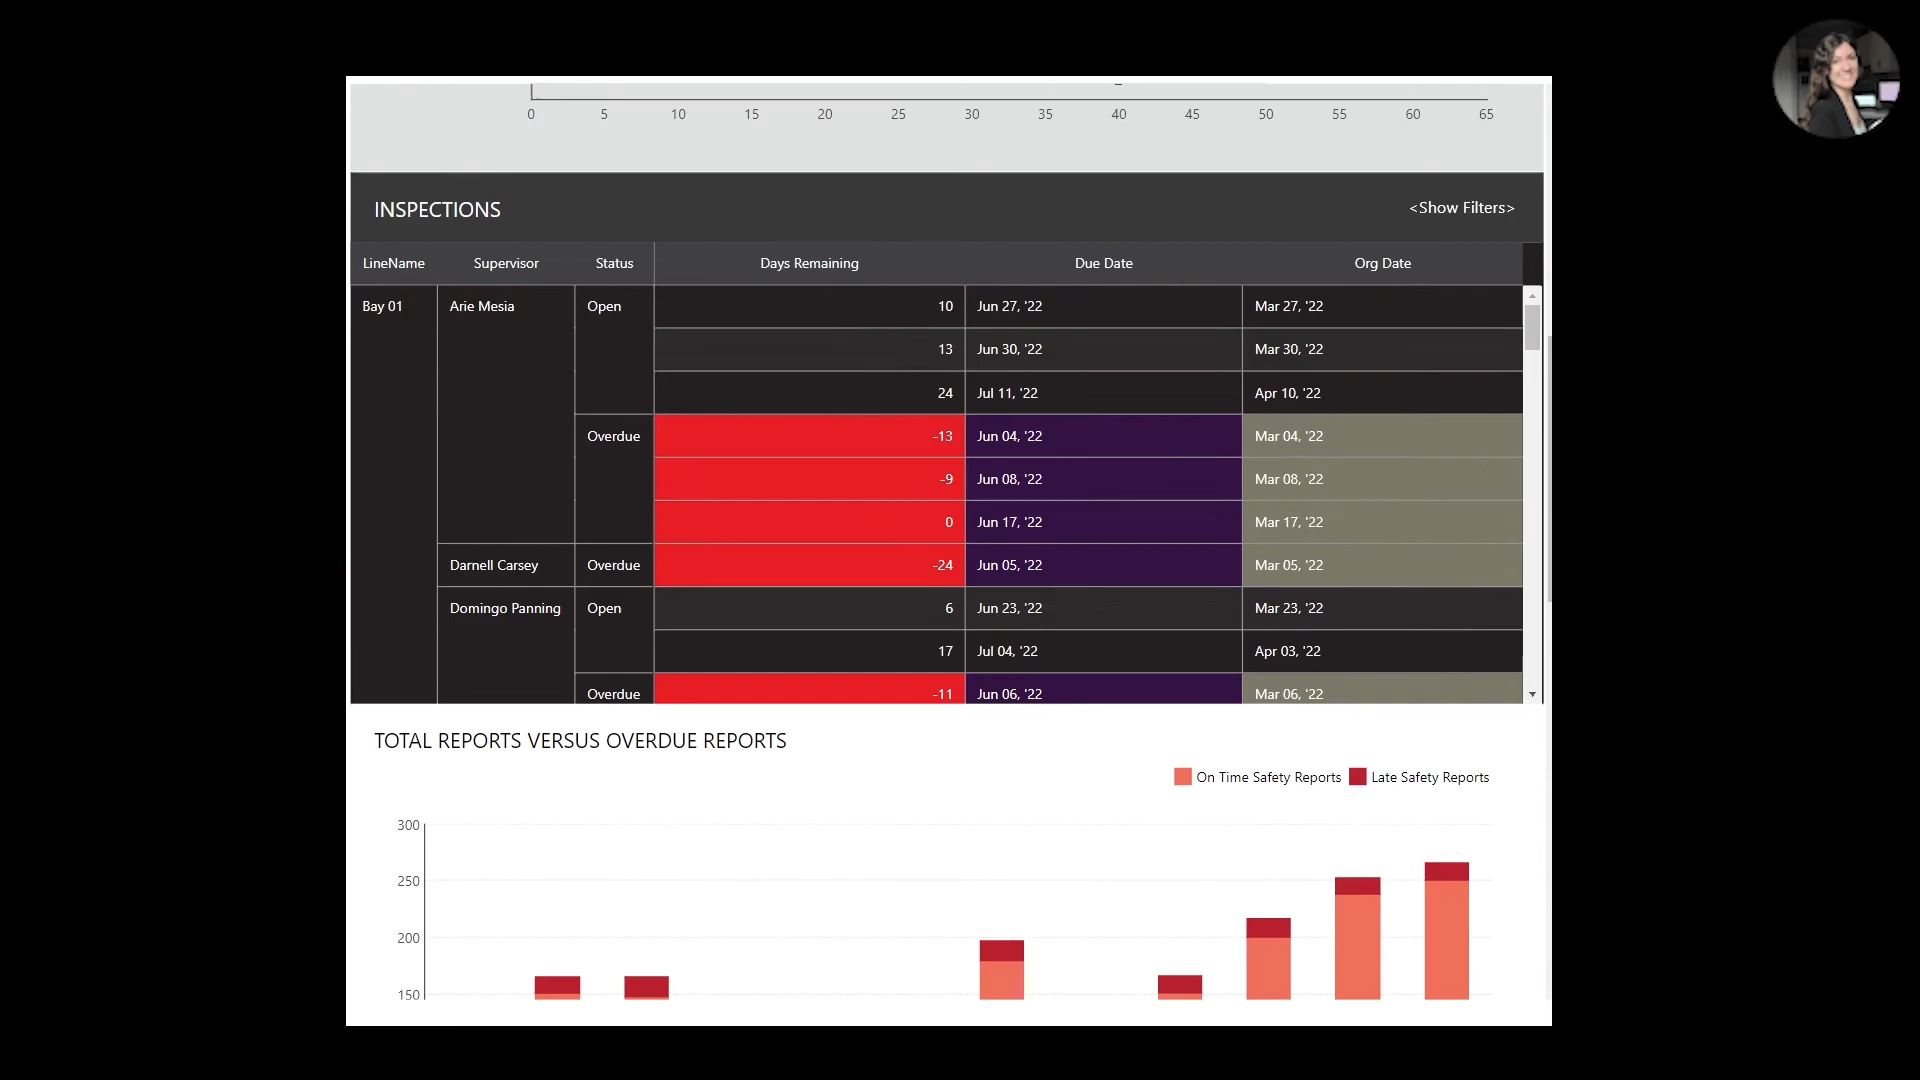 0 5 10 15 20 25 30 35 40 45 50 55 60 65
INSPECTIONS <Show Filters>
LineName Supervisor Status Days Remaining Due Date Org Date
Bay 01 Arie Mesia Open 10 Jun 27, '22 Mar 27, '22
13 Jun 30, '22 Mar 30, '22
24 Jul 11, '22 Apr 10, '22
Overdue -13 Jun 04, '22 Mar 04, '22
-9 Jun 08, '22 Mar 08, '22
0 Jun 17, '22 Mar 17, '22
Darnell Carsey Overdue -24 Jun 05, '22 Mar 05, '22
Domingo Panning Open 6 Jun 23, '22 Mar 23, '22
17 Jul 04, '22 Apr 03, '22
Overdue -11 Jun 06, '22 Mar 06, '22
TOTAL REPORTS VERSUS OVERDUE REPORTS
On Time Safety Reports Late Safety Reports
300
250
200
150